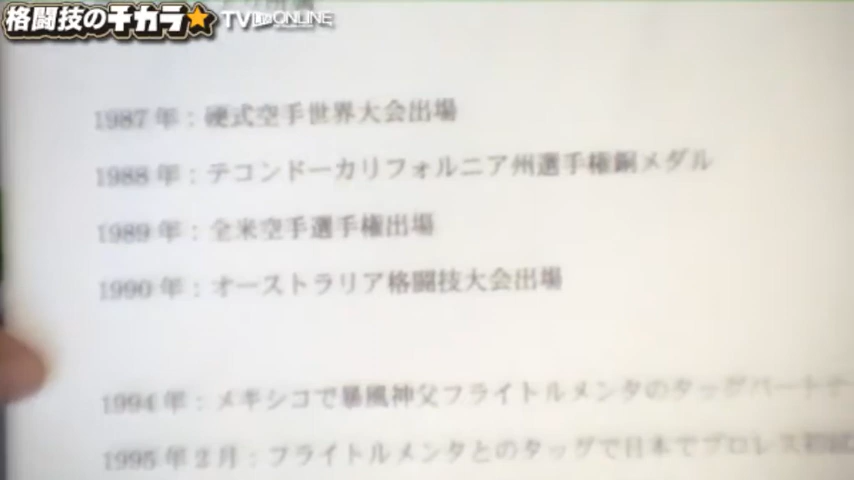 格闘技のチカラ★ TVLIfe ONLINE
1987年：硬式空手世界大会出場
1988年：テコンドーカリフォルニア州選手権銅メダル
1989年：全米空手選手権出場
1990年：オーストラリア格闘技大会出場
1994年：メキシコで暴風神父フライトルメンタのタッグパートナー
1995年2月：フライトルメンタとのタッグで日本でプロレス初試